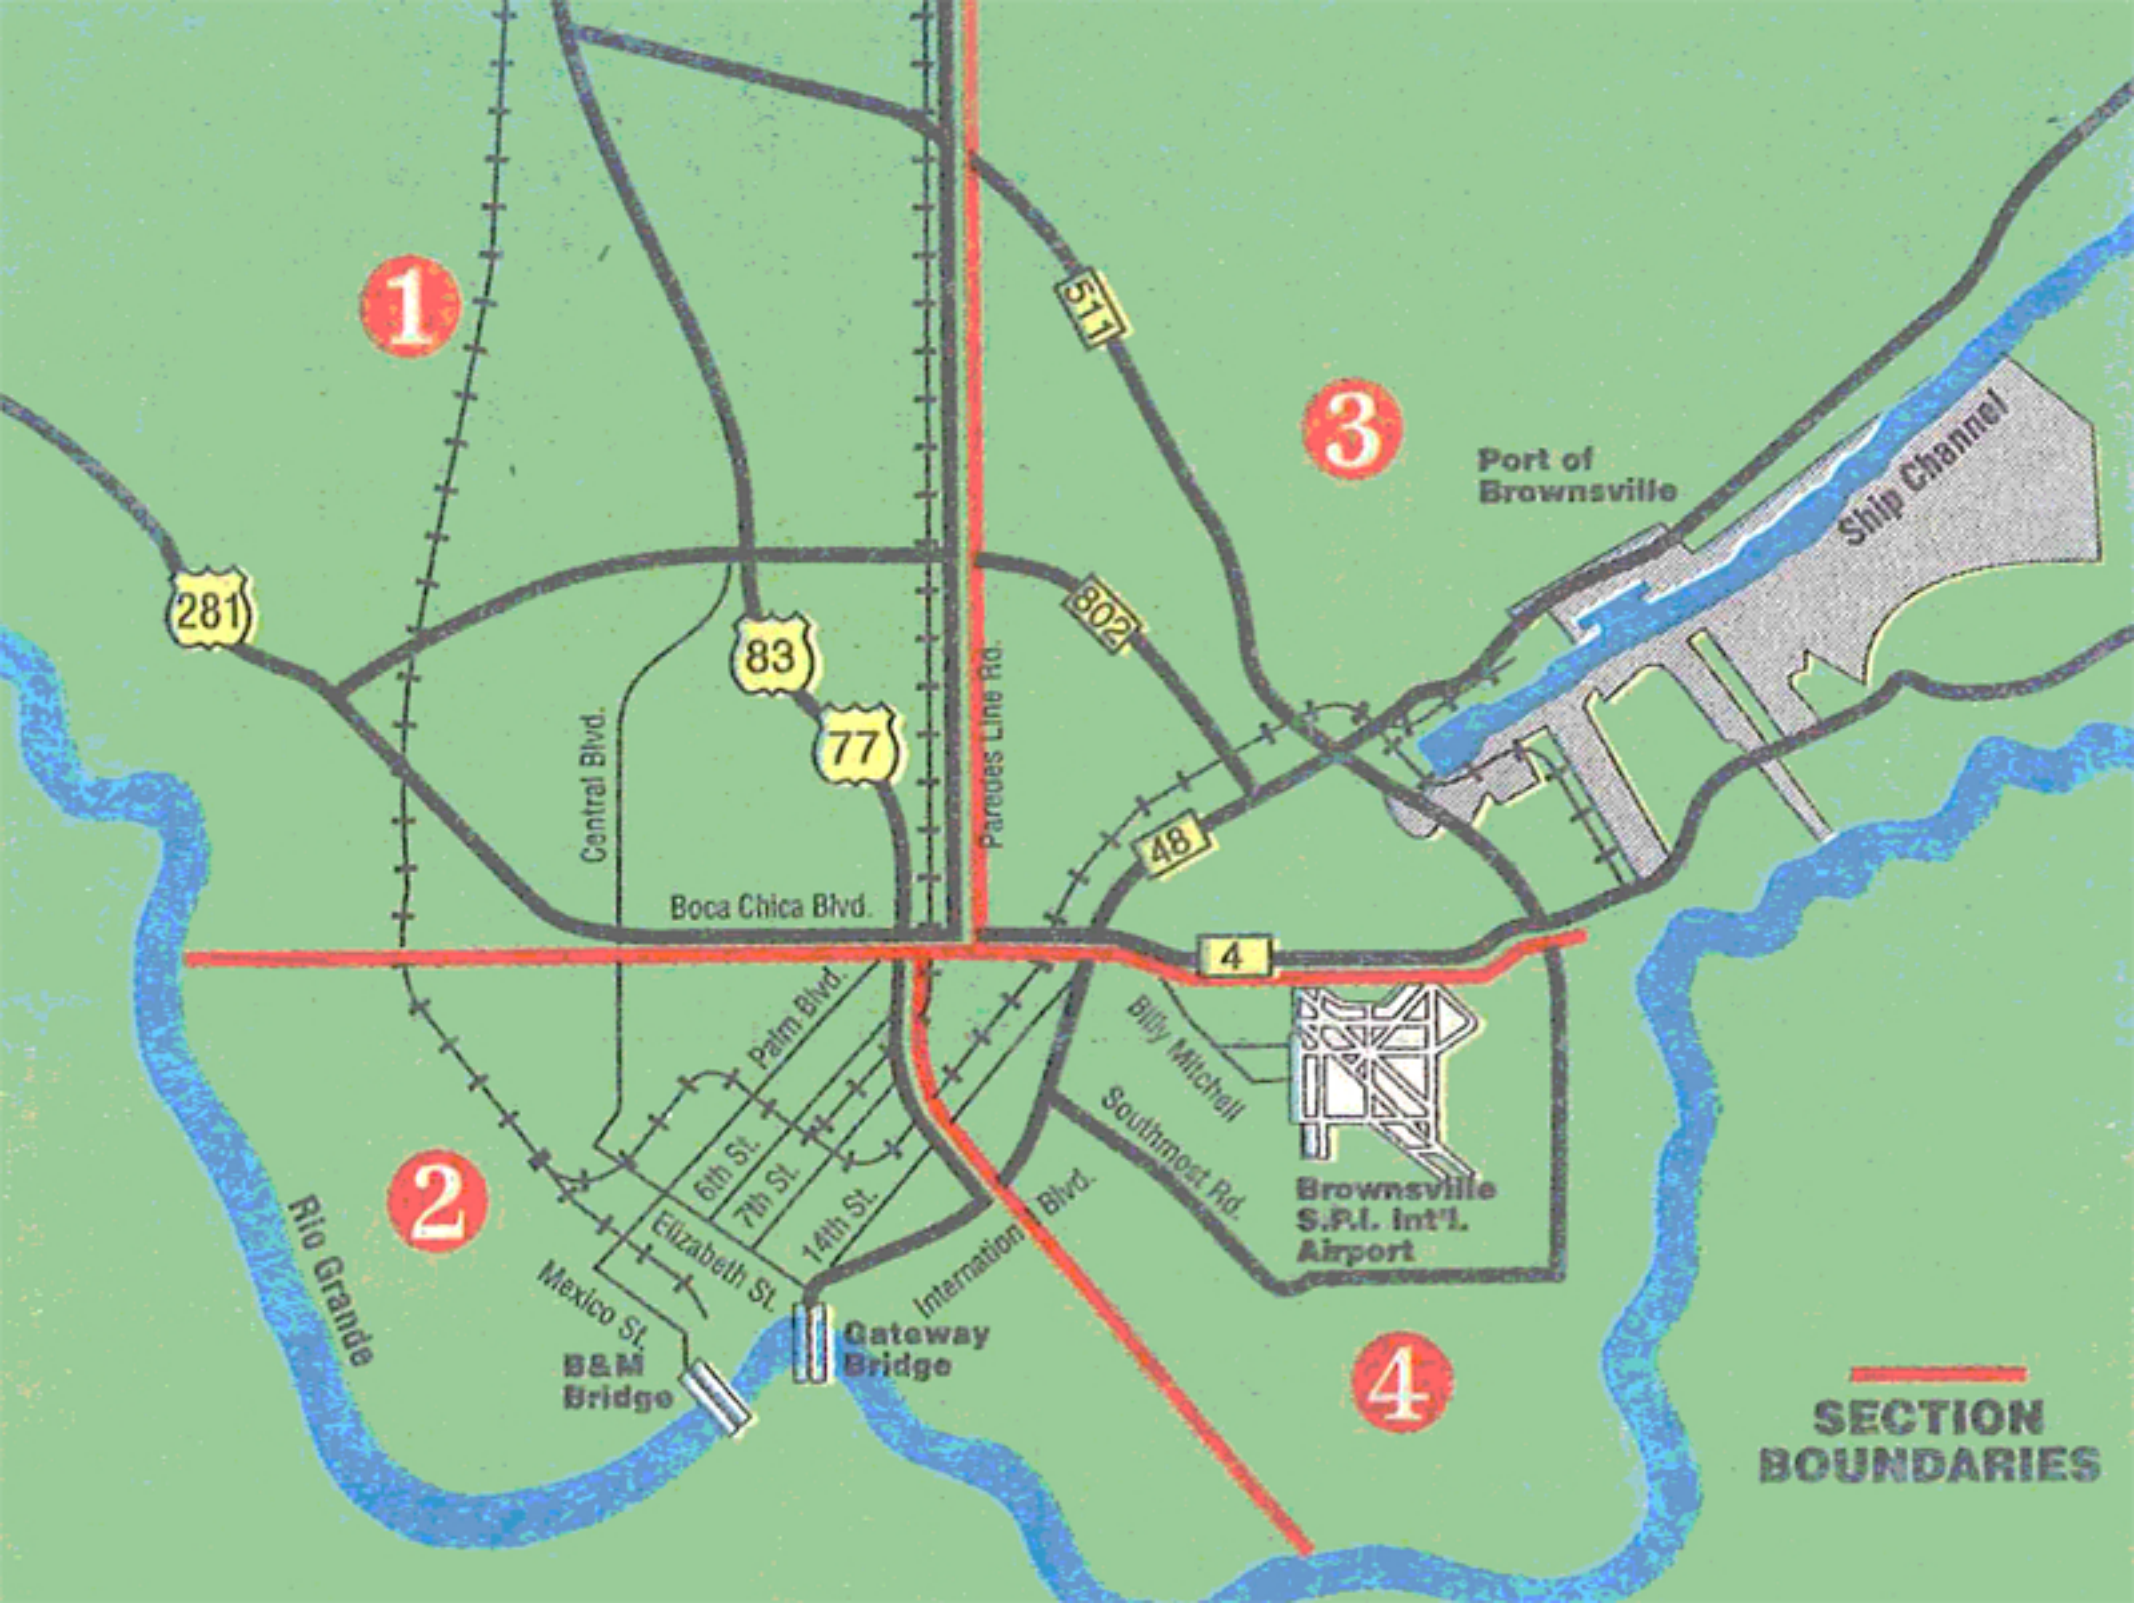 1
511
3
Port of
Brownsville
Ship Channel
281
802
83
Paredes Line Rd.
77
Central Blvd.
48
Boca Chica Blvd.
4
Palm Blvd.
Billy Mitchell
Southmost Rd.
6th St.
7th St.
14th St.
2
Brownsville
S.P.I. Int'l.
Airport
Rio Grande
Elizabeth St.
International Blvd.
Mexico St.
Gateway
Bridge
B&M
Bridge
4
SECTION
BOUNDARIES